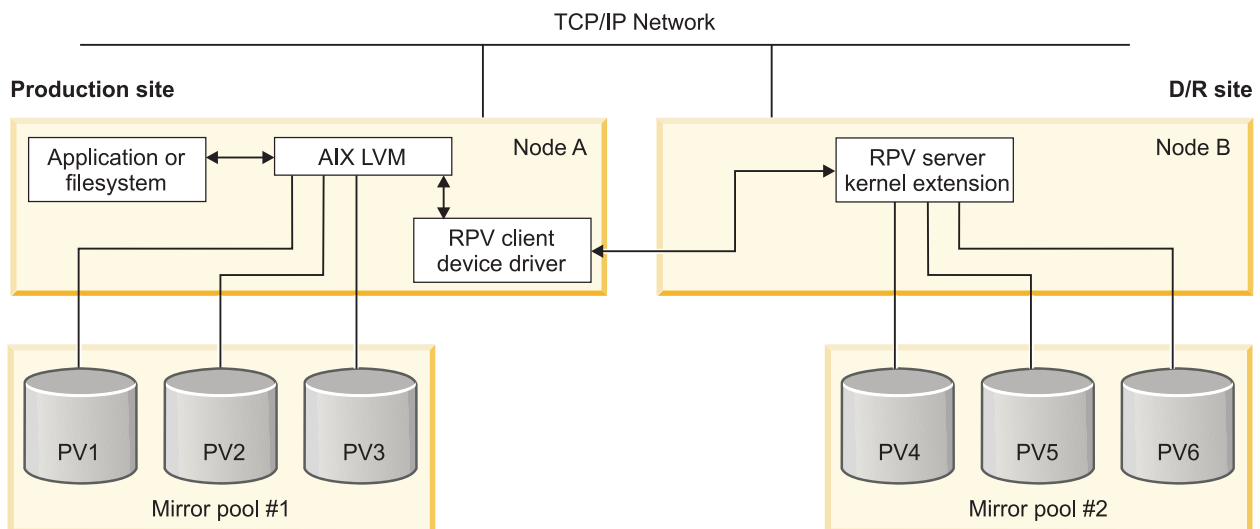 TCP/IP Network
Production site
D/R site
Application or
filesystem
AIX LVM
Node A
RPV client
device driver
RPV server
kernel extension
Node B
PV1
PV2
PV3
Mirror pool #1
PV4
PV5
PV6
Mirror pool #2